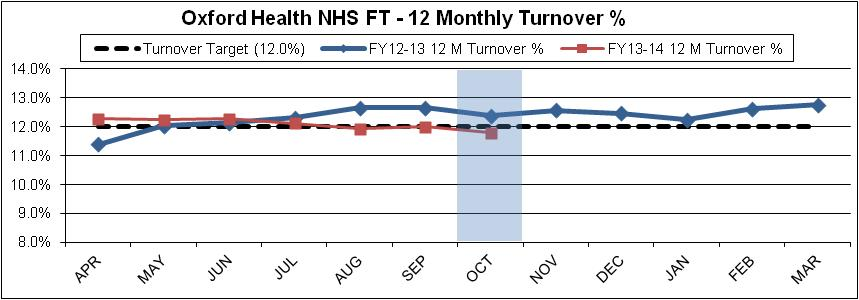 Oxford Health NHS FT - 12 Monthly Turnover %
Turnover Target (12.0%) FY12-13 12 M Turnover % FY13-14 12 M Turnover %
14.0%
13.0%
12.0%
11.0%
10.0%
9.0%
8.0%
APR MAY JUN JUL AUG SEP OCT NOV DEC JAN FEB MAR